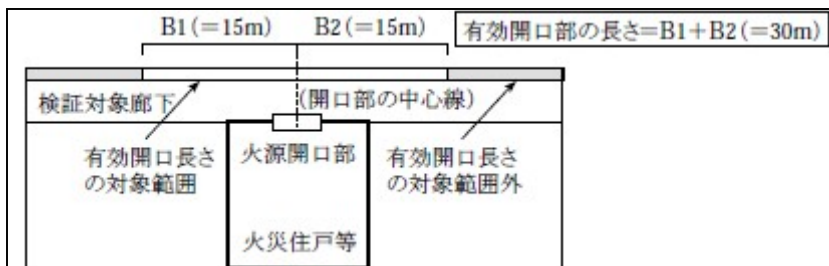 B1(=15m) B2(=15m)
有効開口部の長さ=B1+B2(=30m)
検証対象廊下
(開口部の中心線)
有効開口長さ
の対象範囲
火源開口部
有効開口長さ
の対象範囲外
火災住戸等